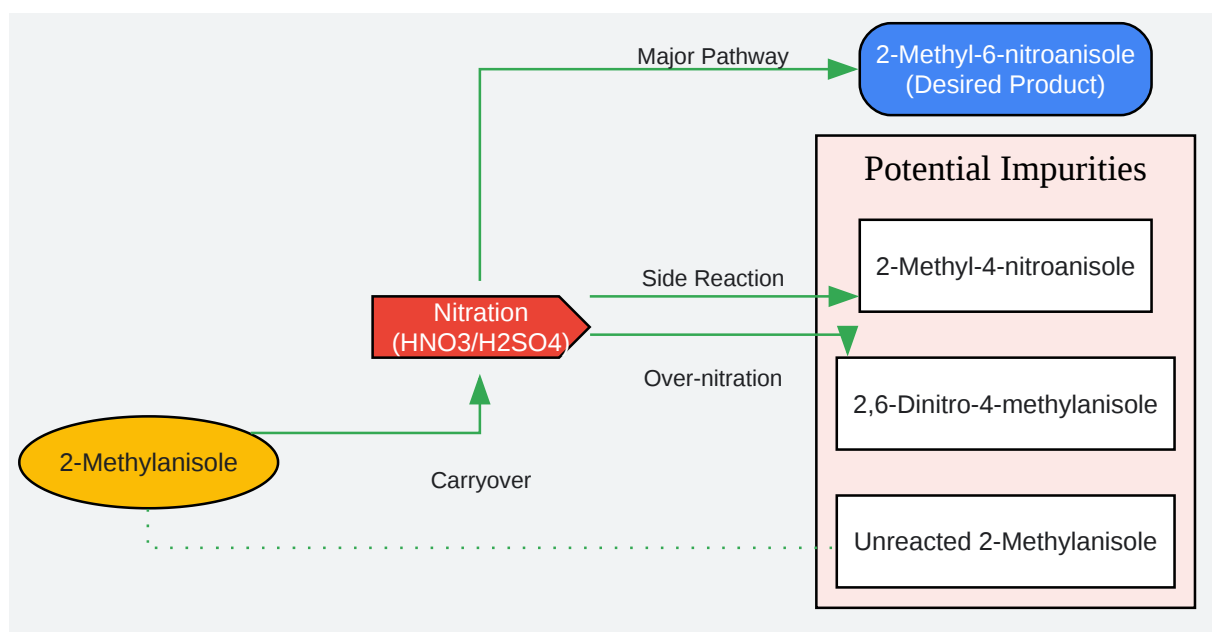 Major Pathway
2-Methyl-6-nitroanisole
(Desired Product)
Potential Impurities
2-Methyl-4-nitroanisole
Side Reaction
Nitration
(HNO3/H2SO4)
Over-nitration
2,6-Dinitro-4-methylanisole
2-Methylanisole
Carryover
Unreacted 2-Methylanisole